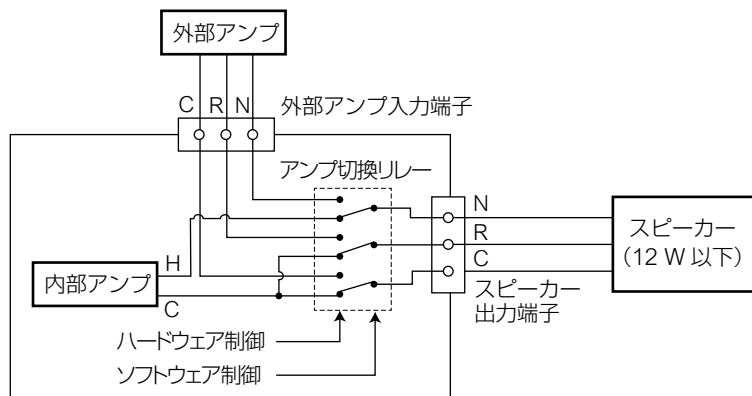 外部アンプ
C R N
外部アンプ入力端子
アンプ切換リレー
N
R
C
スピーカー
(12 W 以下)
内部アンプ
H
C
スピーカー
出力端子
ハードウェア制御
ソフトウェア制御